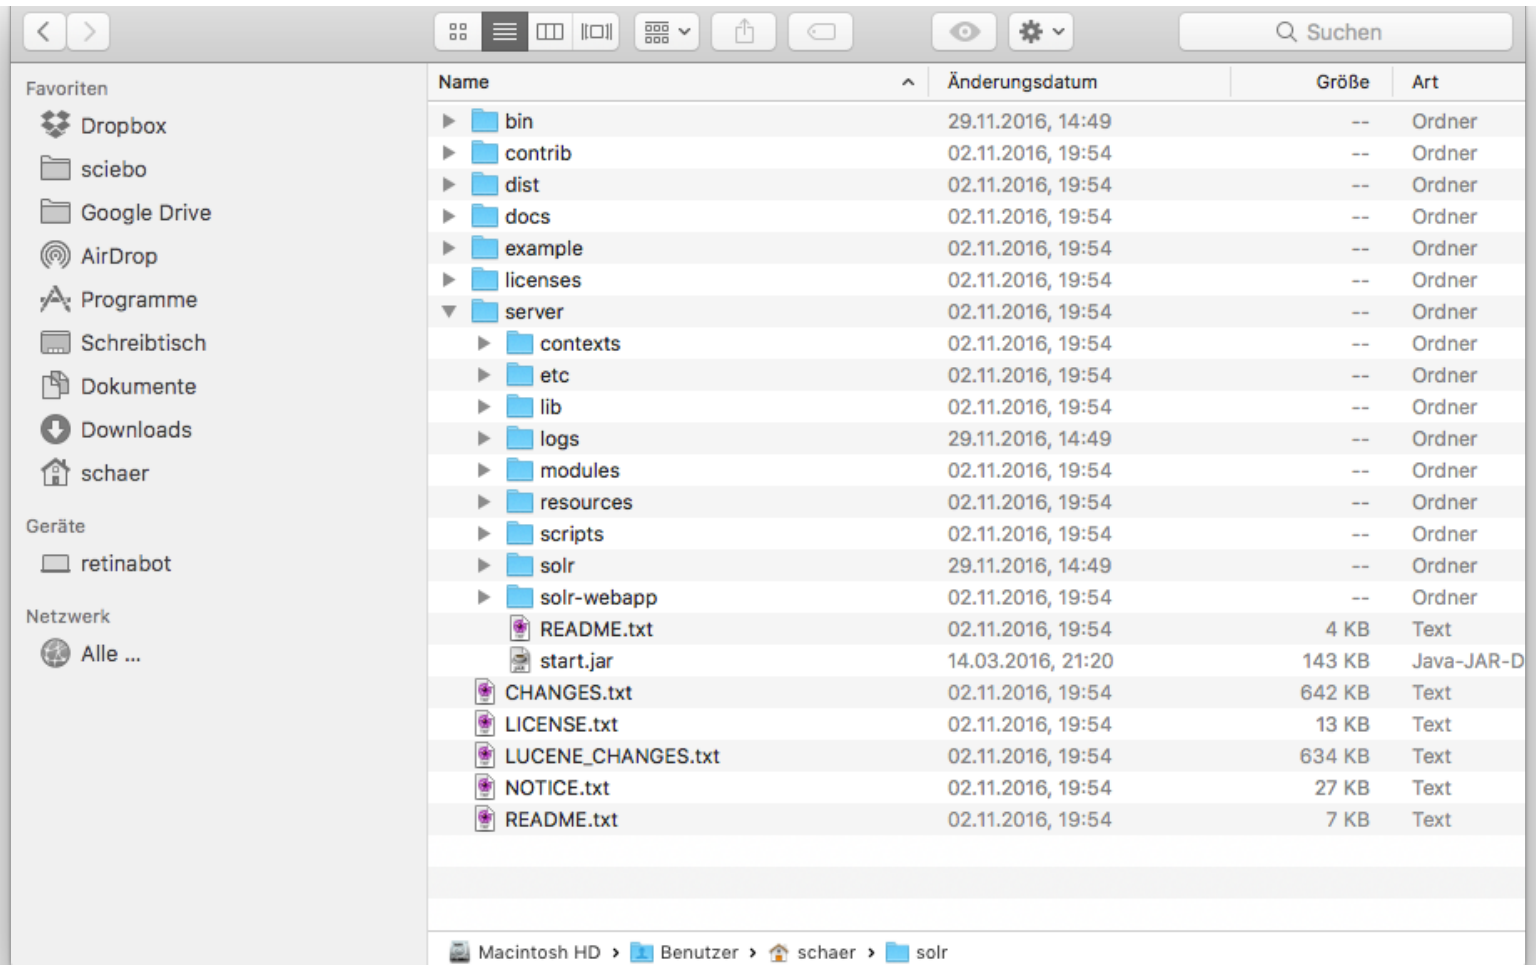 Suchen
Favoriten
Dropbox
sciebo
Google Drive
AirDrop
Programme
Schreibtisch
Dokumente
Downloads
schaer
Geräte
retinabot
Netzwerk
Alle ...
Name Änderungsdatum Größe Art
bin 29.11.2016, 14:49 -- Ordner
contrib 02.11.2016, 19:54 -- Ordner
dist 02.11.2016, 19:54 -- Ordner
docs 02.11.2016, 19:54 -- Ordner
example 02.11.2016, 19:54 -- Ordner
licenses 02.11.2016, 19:54 -- Ordner
server 02.11.2016, 19:54 -- Ordner
contexts 02.11.2016, 19:54 -- Ordner
etc 02.11.2016, 19:54 -- Ordner
lib 02.11.2016, 19:54 -- Ordner
logs 29.11.2016, 14:49 -- Ordner
modules 02.11.2016, 19:54 -- Ordner
resources 02.11.2016, 19:54 -- Ordner
scripts 02.11.2016, 19:54 -- Ordner
solr 29.11.2016, 14:49 -- Ordner
solr-webapp 02.11.2016, 19:54 -- Ordner
README.txt 02.11.2016, 19:54 4 KB Text
start.jar 14.03.2016, 21:20 143 KB Java-JAR-D
CHANGES.txt 02.11.2016, 19:54 642 KB Text
LICENSE.txt 02.11.2016, 19:54 13 KB Text
LUCENE_CHANGES.txt 02.11.2016, 19:54 634 KB Text
NOTICE.txt 02.11.2016, 19:54 27 KB Text
README.txt 02.11.2016, 19:54 7 KB Text
Macintosh HD › Benutzer › schaer › solr